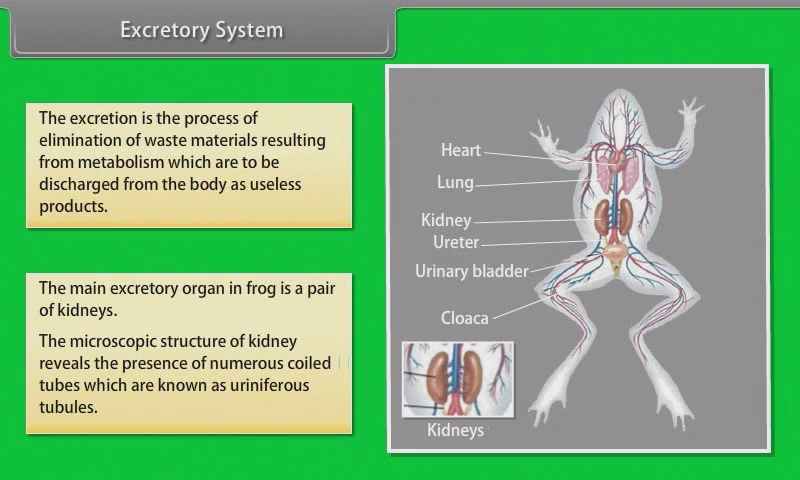 Excretory System
The excretion is the process of
elimination of waste materials resulting
from metabolism which are to be
discharged from the body as useless
products.
The main excretory organ in frog is a pair
of kidneys.
The microscopic structure of kidney
reveals the presence of numerous coiled
tubes which are known as uriniferous
tubules.
Heart
Lung
Kidney
Ureter
Urinary bladder
Cloaca
Kidneys